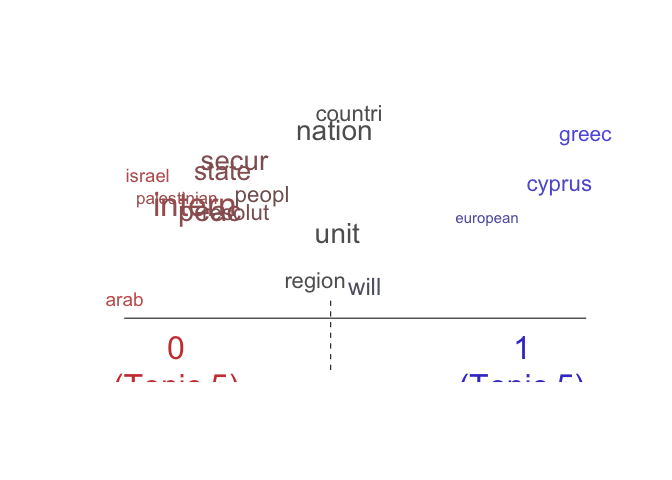 countri
nation
greec
secur
state
israel
cyprus
peopl
palestinian
intern
peac
resolut
european
unit
region
will
arab
0
1
(Topic 5)
(Topic 5)